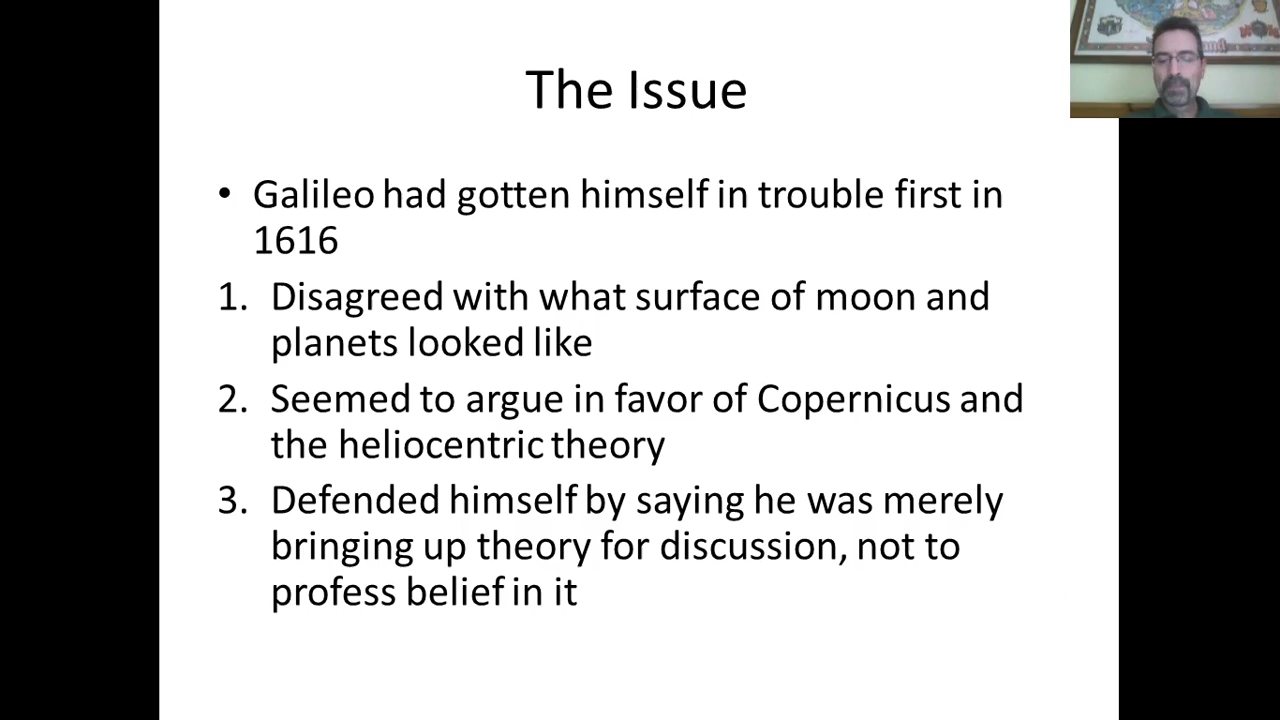 The Issue
• Galileo had gotten himself in trouble first in
1616
1. Disagreed with what surface of moon and
planets looked like
2. Seemed to argue in favor of Copernicus and
the heliocentric theory
3. Defended himself by saying he was merely
bringing up theory for discussion, not to
profess belief in it